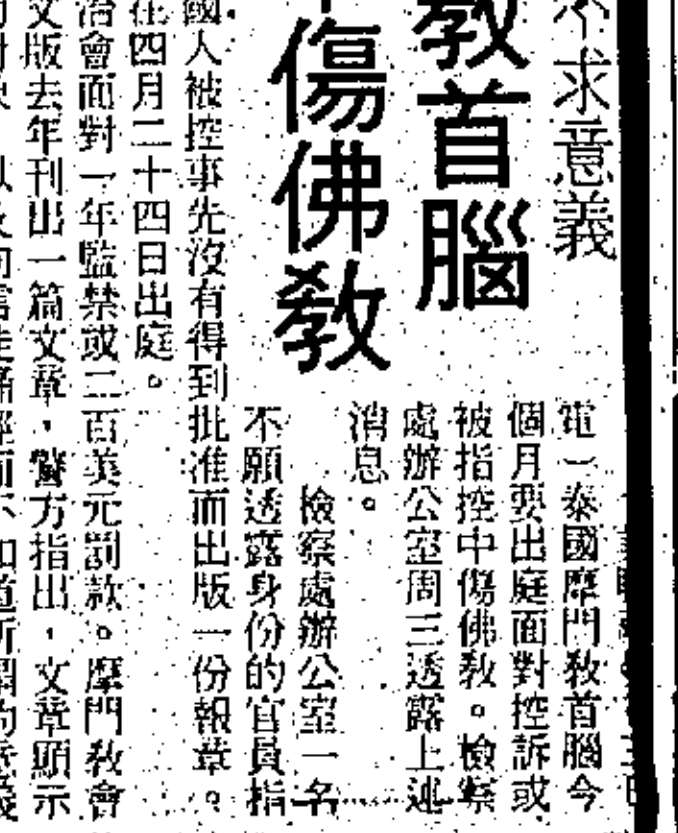 不求意義
教首腦
中傷佛教
電）泰國摩門教首腦今
個月要出庭面對控訴或
被指控中傷佛教。檢察
處辦公室周三透露上述
消息。
檢察處辦公室一名
不願透露身份的官員指
國人被控事先沒有得到批准而出版一份報章。
在四月二十四日出庭。
治會面對一年監禁或二百美元罰款。摩門教會
文版去年刊出一篇文章，警方指出，文章顯示